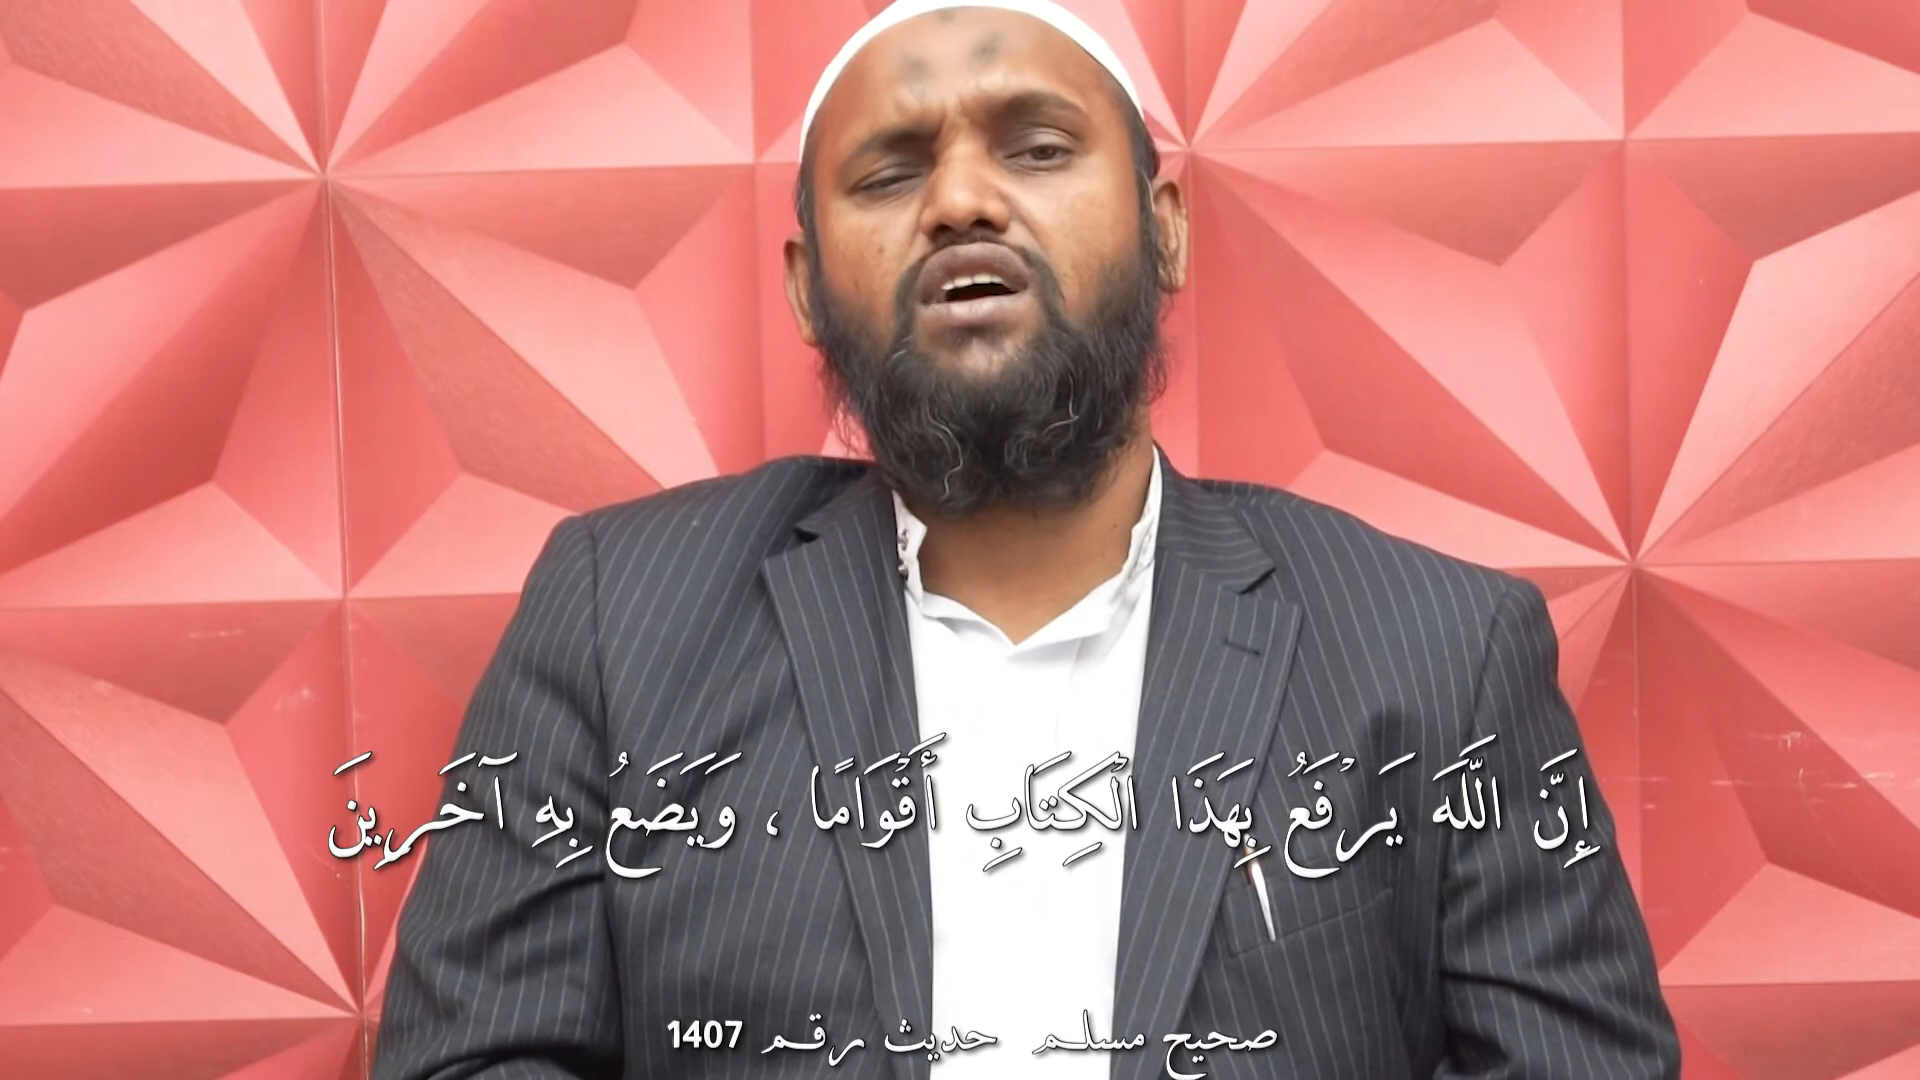 إِنَّ اللَّهَ يَرْفَعُ بِهَذَا الْكِتَابِ أَقْوَامًا ، وَيَضَعُ بِهِ آخَرِينَ
صحيح مسلم حديث رقم 1407